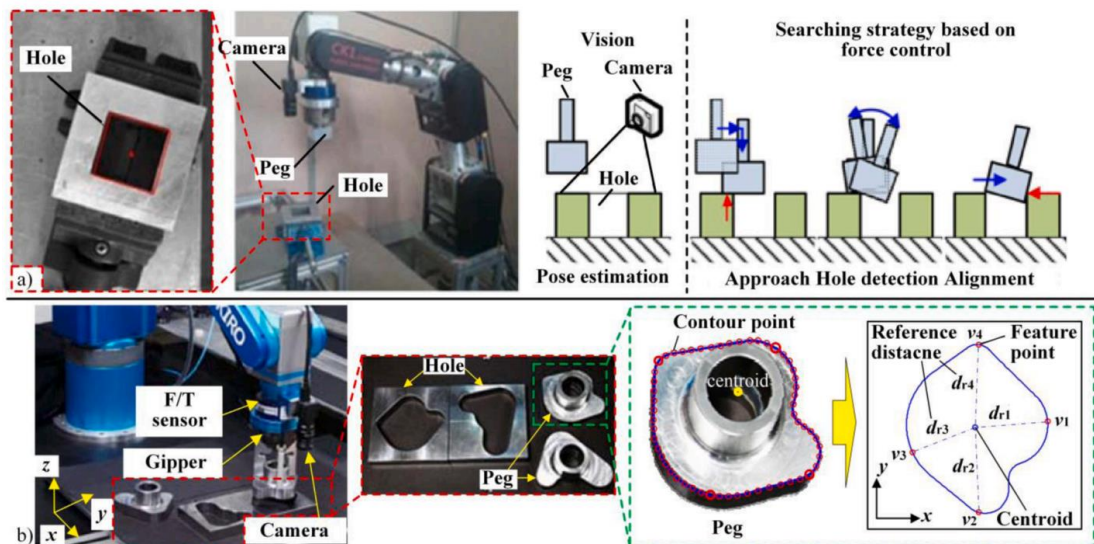 Hole
Camera
Peg
Hole
a)
Vision
Peg
Camera
Hole
Pose estimation
Searching strategy based on
force control
Approach Hole detection Alignment
F/T
sensor
Gipper
z
y
x
b)
Camera
Hole
Peg
Contour point
centroid
Peg
Reference
distacne
v4
Feature
point
dr4
dr3
dr1
v1
v3
dr2
y
x
v2
Centroid